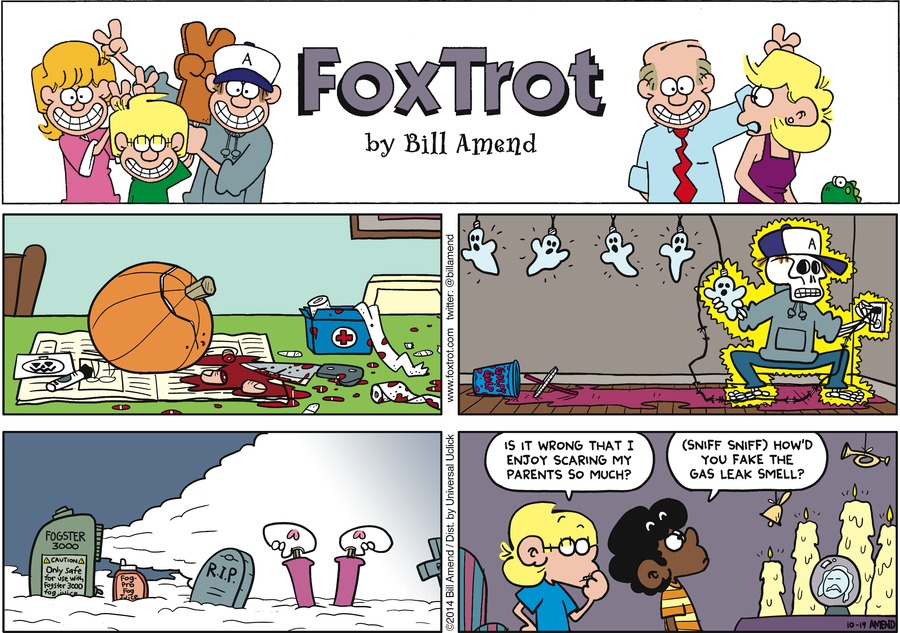 A
FoxTrot
by Bill Amend
www.foxtrot.com twitter: @billamend
A
R.I.P.
FOGSTER
3000
CAUTION
Only safe
for use with
Fogster 3000
fog juice
Fog-
Pro
Fog
Juice
©2014 Bill Amend / Dist. by Universal Uclick
IS IT WRONG THAT I
ENJOY SCARING MY
PARENTS SO MUCH?
(SNIFF SNIFF) HOW'D
YOU FAKE THE
GAS LEAK SMELL?
10-19 AMEND